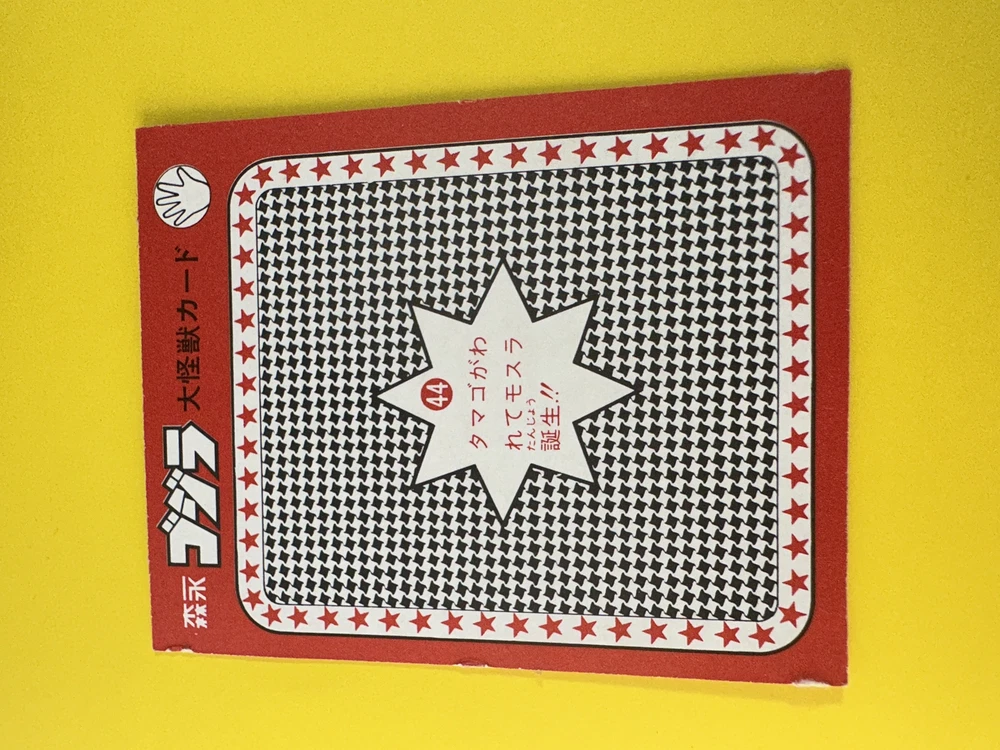 森永 ゴジラ 大怪獣カード
44
タマゴがわ
れてモスラ
たんじょう
誕生!!